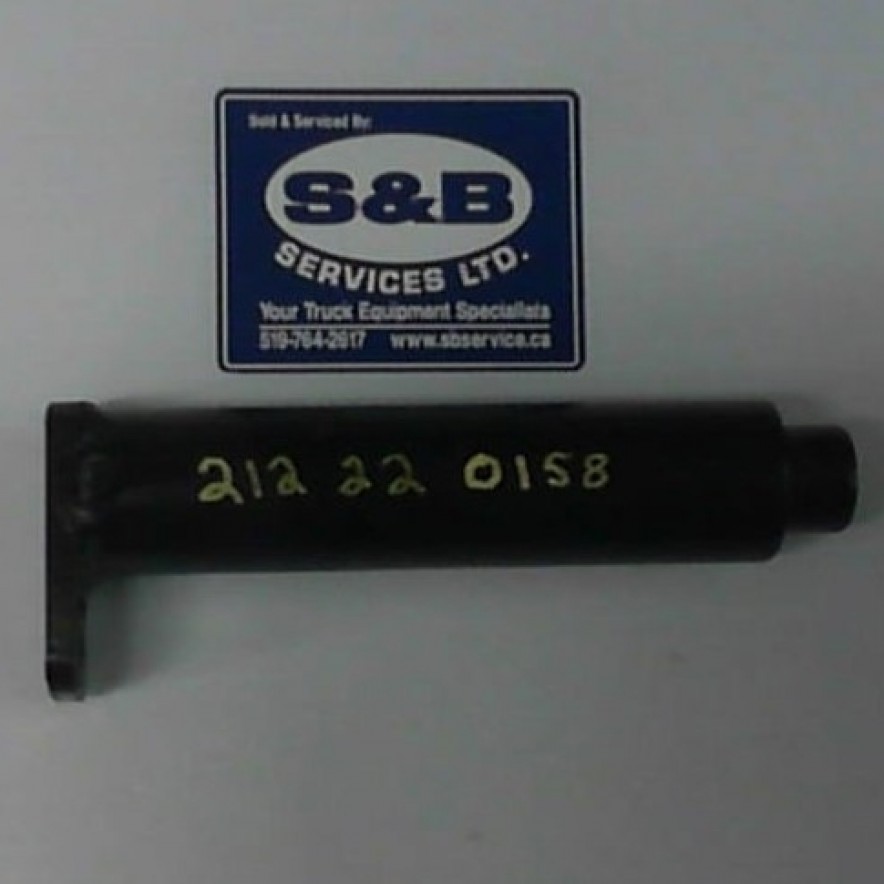 Sold & Serviced By:
S&B
SERVICES LTD.
Your Truck Equipment Specialists
519-764-2617 www.sbservice.ca
212 22 0158